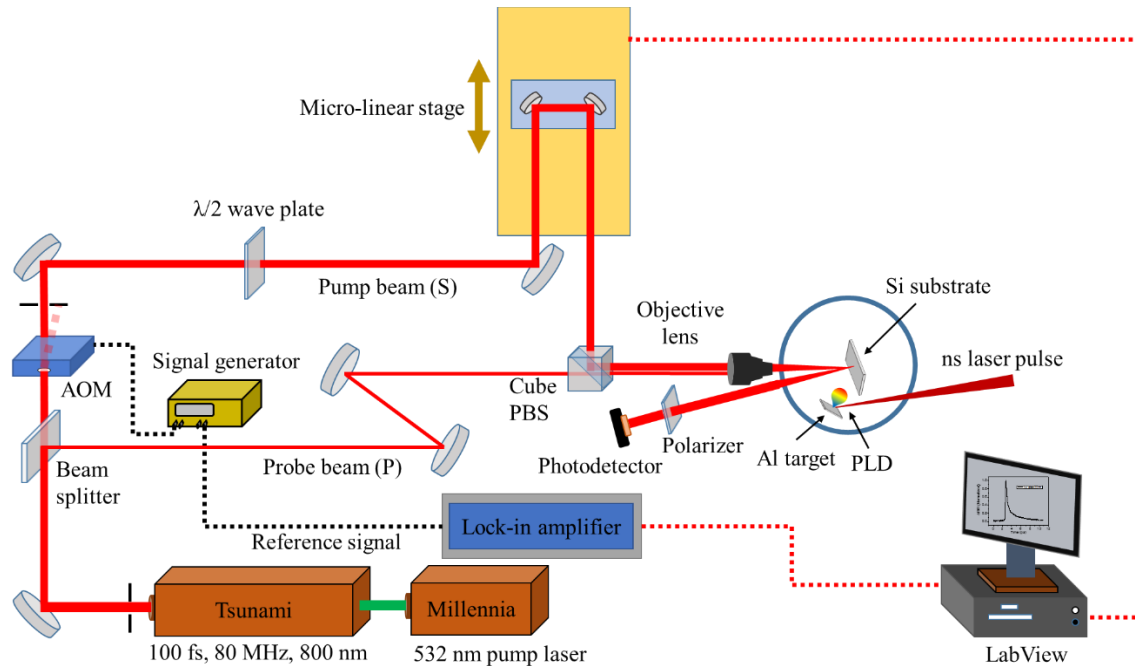 Micro-linear stage
λ/2 wave plate
Pump beam (S)
Objective
lens
Si substrate
ns laser pulse
AOM
Signal generator
Cube
PBS
Polarizer
Photodetector
Al target
PLD
Beam
splitter
Probe beam (P)
Reference signal
Lock-in amplifier
Tsunami
Millennia
100 fs, 80 MHz, 800 nm
532 nm pump laser
LabView